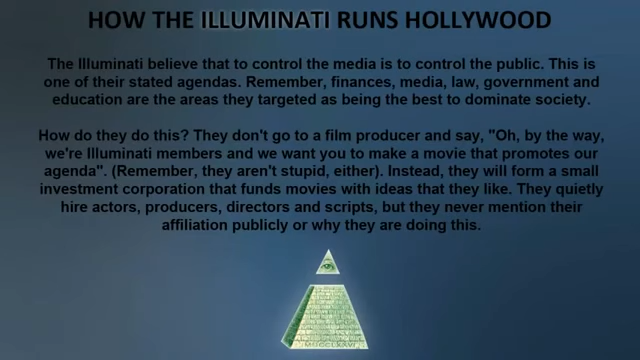 HOW THE ILLUMINATI RUNS HOLLYWOOD
The Illuminati believe that to control the media is to control the public. This is
one of their stated agendas. Remember, finances, media, law, government and
education are the areas they targeted as being the best to dominate society.
How do they do this? They don't go to a film producer and say, "Oh, by the way,
we're Illuminati members and we want you to make a movie that promotes our
agenda". (Remember, they aren't stupid, either). Instead, they will form a small
investment corporation that funds movies with ideas that they like. They quietly
hire actors, producers, directors and scripts, but they never mention their
affiliation publicly or why they are doing this.
MDCCLXXVI